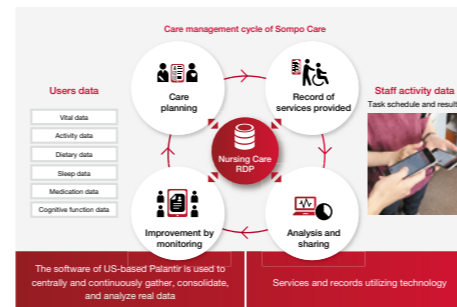 Care management cycle of Sompo Care
Users data
Vital data
Activity data
Dietary data
Sleep data
Medication data
Cognitive function data
Care
planning
Record of
services provided
Nursing Care
RDP
Improvement by
monitoring
Analysis and
sharing
Staff activity data
Task schedule and result
The software of US-based Palantir is used to
centrally and continuously gather, consolidate,
and analyze real data
Services and records utilizing technology